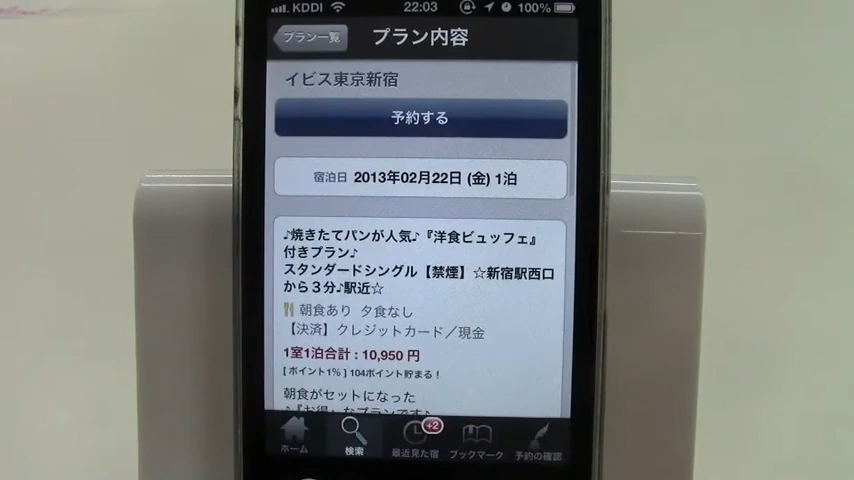 KDDI 22:03 100%
プラン一覧 プラン内容
イビス東京新宿
予約する
宿泊日 2013年02月22日 (金) 1泊
♪焼きたてパンが人気♪『洋食ビュッフェ』
付きプラン♪
スタンダードシングル【禁煙】☆新宿駅西口
から３分♪駅近☆
朝食あり 夕食なし
【決済】クレジットカード／現金
1室1泊合計 : 10,950 円
[ ポイント1% ] 104ポイント貯まる！
朝食がセットになった
♪『お得』なプランです♪
+2
ホーム 検索 最近見た宿 ブックマーク 予約の確認